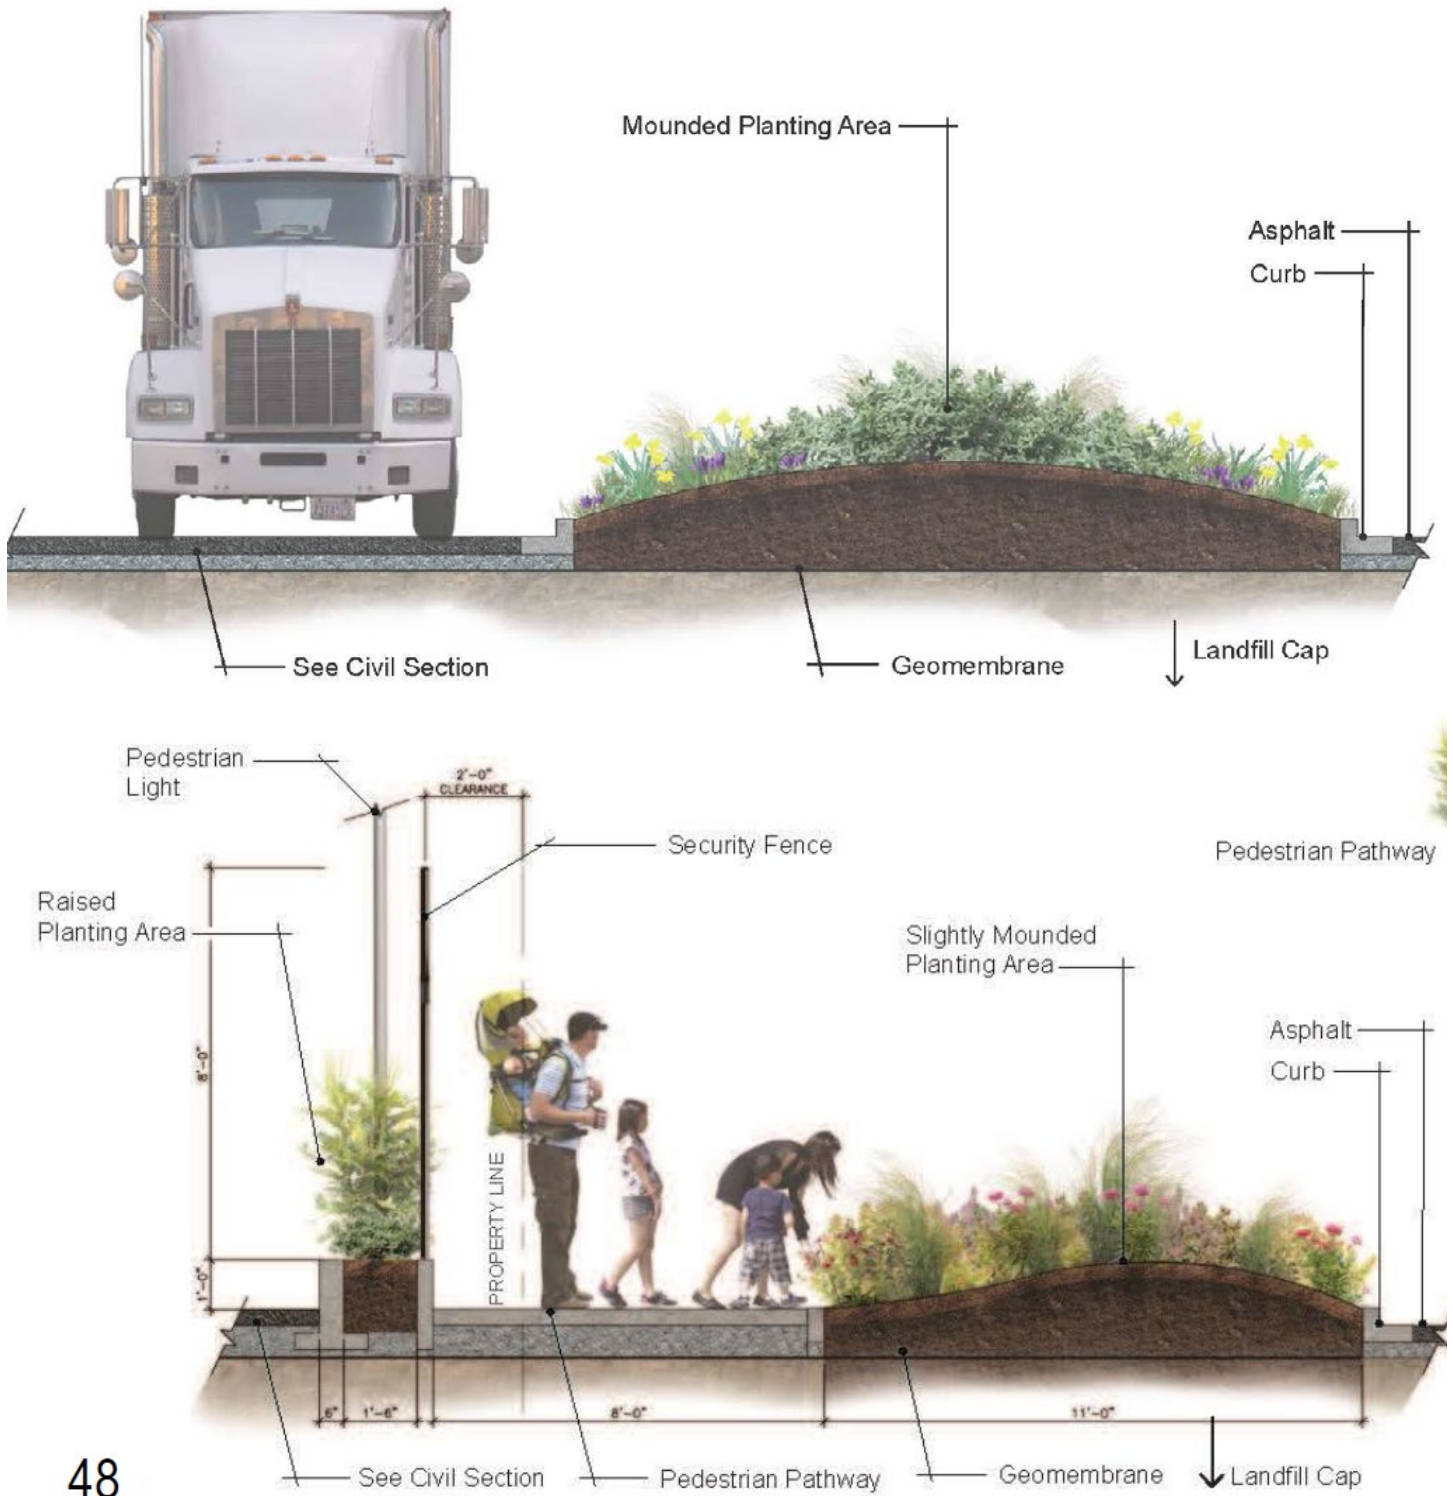 Mounded Planting Area
Asphalt
Curb
See Civil Section
Geomembrane
Landfill Cap
Pedestrian
Light
2'-0"
CLEARANCE
Security Fence
Pedestrian Pathway
Raised
Planting Area
Slightly Mounded
Planting Area
8'-0"
Asphalt
Curb
PROPERTY LINE
1'-0"
6"
1'-6"
8'-0"
11'-0"
See Civil Section
Pedestrian Pathway
Geomembrane
Landfill Cap
48